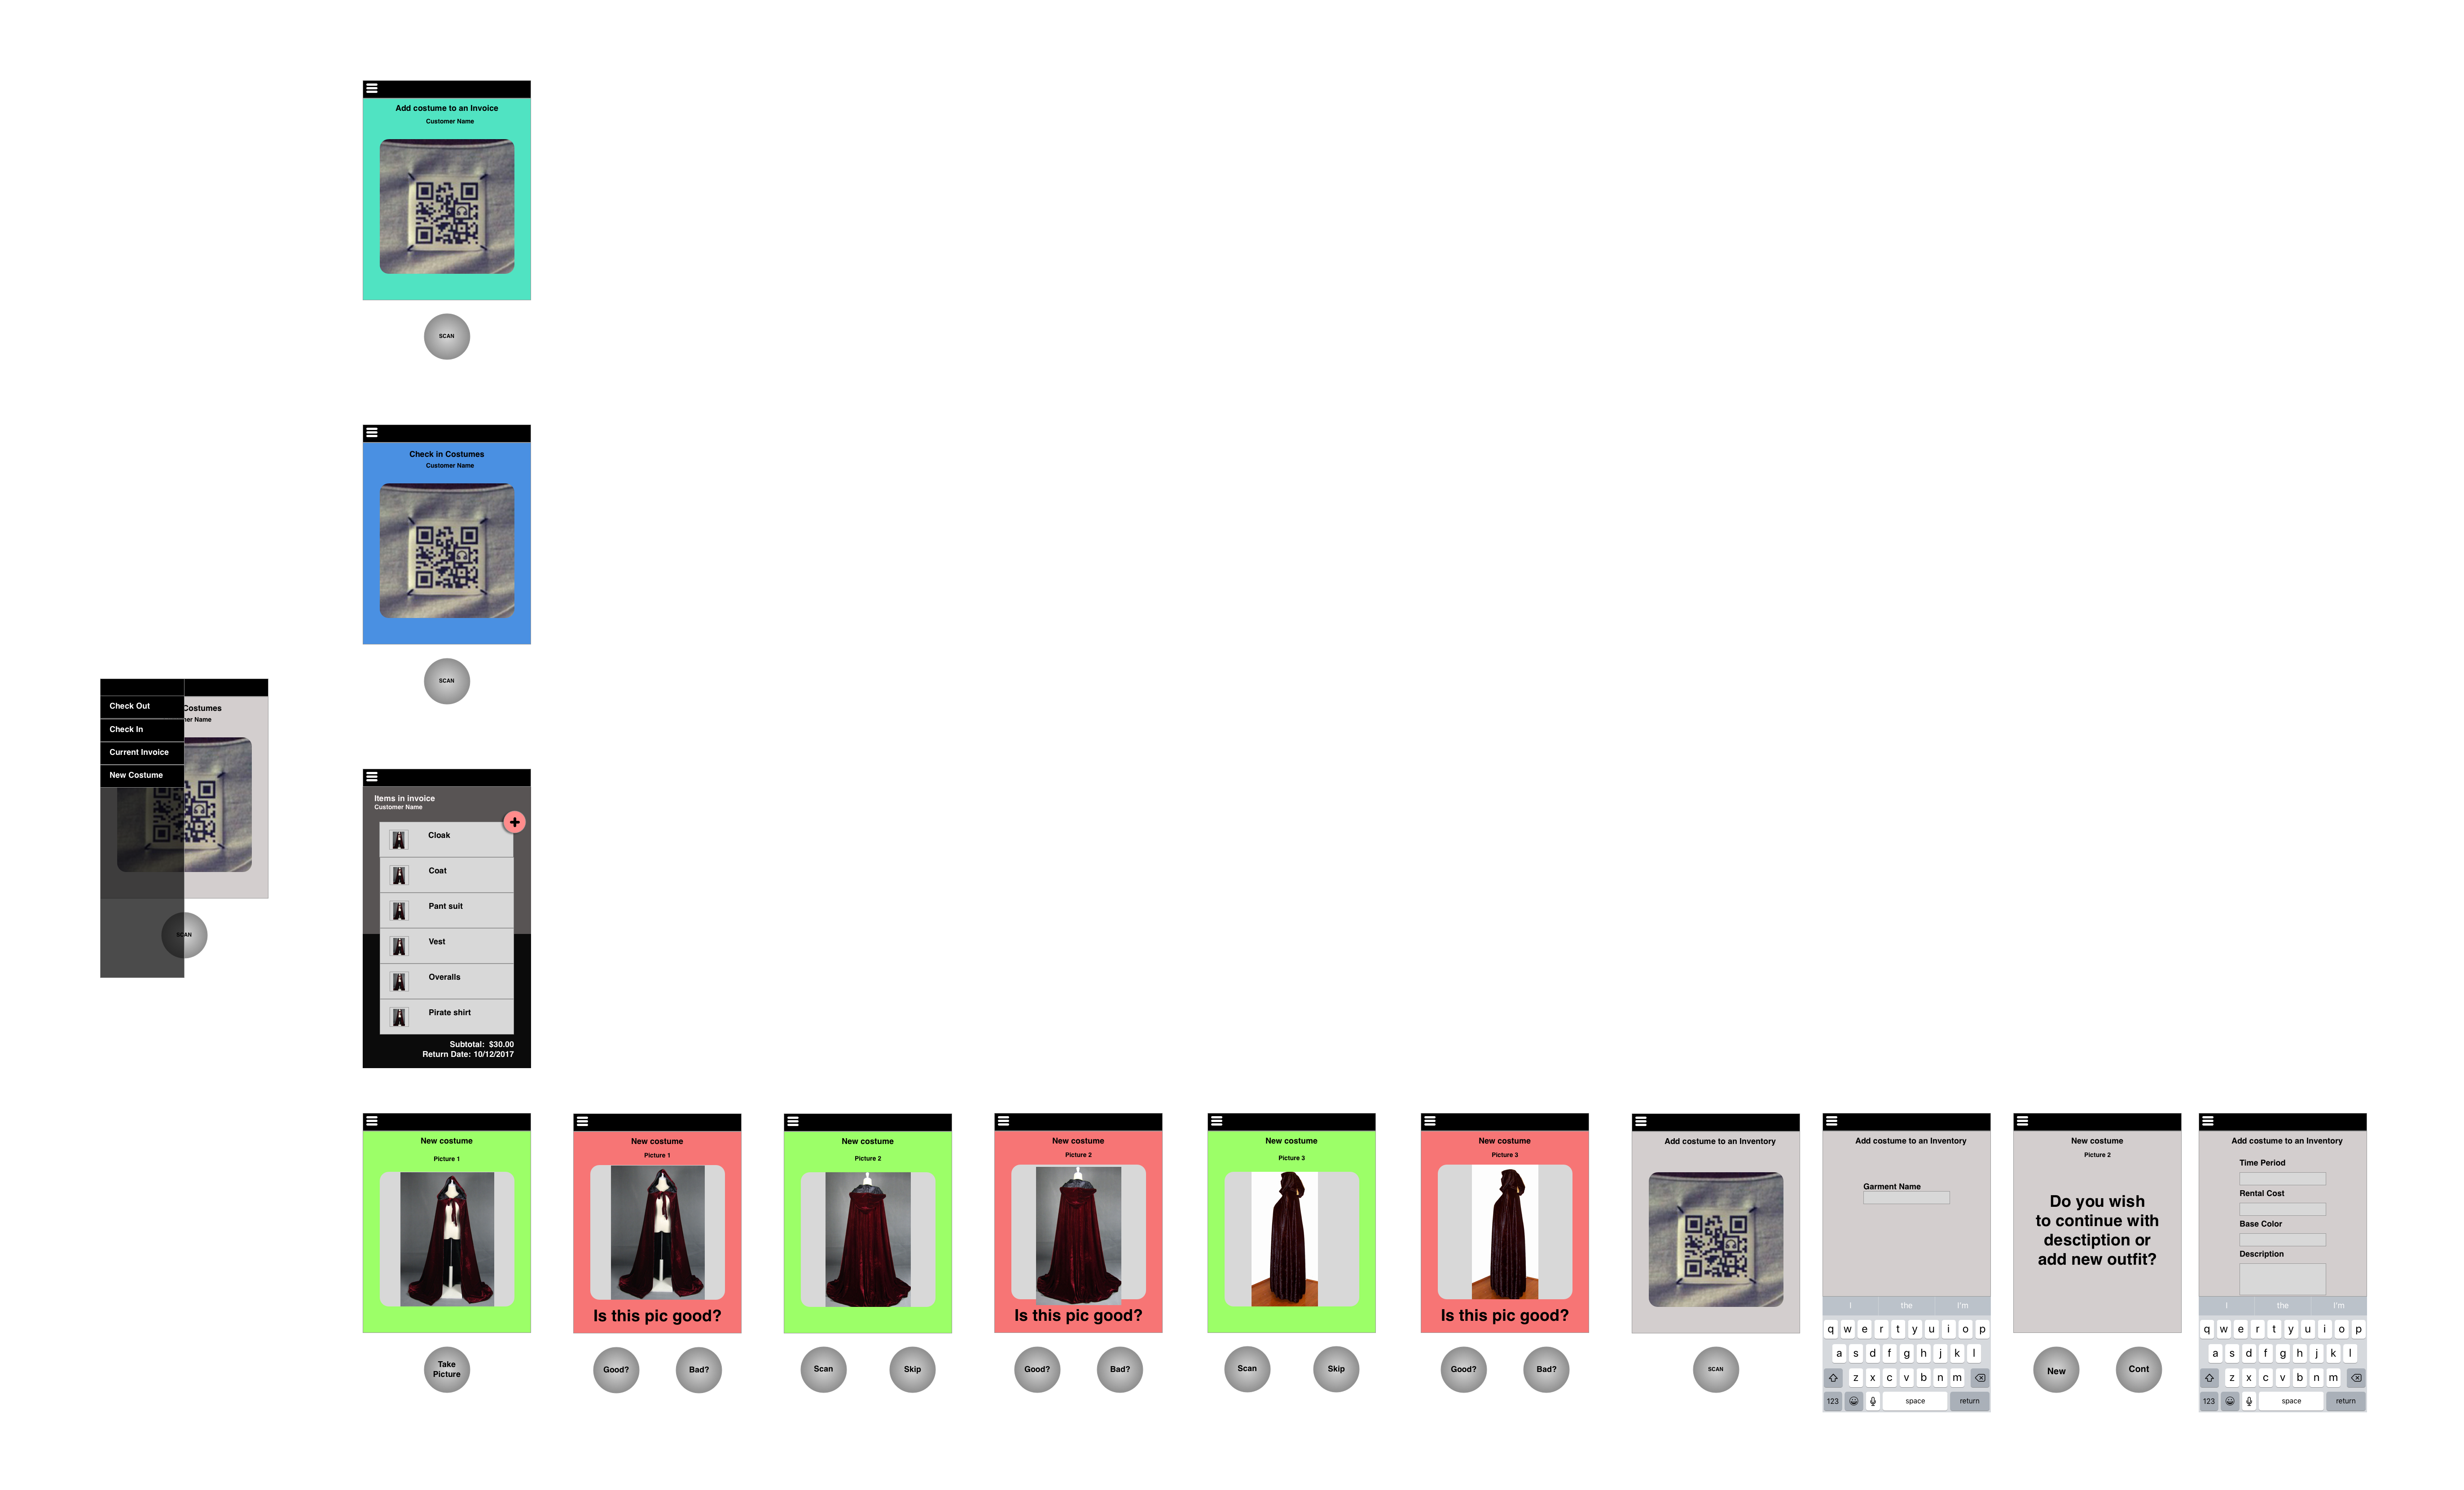 Add costume to an Invoice
Customer Name
SCAN
Check in Costumes
Customer Name
SCAN
Check Out
Check In
Current Invoice
New Costume
Costumes
ner Name
SCAN
Items in invoice
Customer Name
Cloak
Coat
Pant suit
Vest
Overalls
Pirate shirt
Subtotal: $30.00
Return Date: 10/12/2017
New costume
Picture 1
Take
Picture
New costume
Picture 1
Is this pic good?
Good?
Bad?
New costume
Picture 2
Scan
Skip
New costume
Picture 2
Is this pic good?
Good?
Bad?
New costume
Picture 3
Scan
Skip
New costume
Picture 3
Is this pic good?
Good?
Bad?
Add costume to an Inventory
SCAN
Add costume to an Inventory
Garment Name
I the I'm
q w e r t y u i o p
a s d f g h j k l
z x c v b n m
123 space return
New costume
Picture 2
Do you wish
to continue with
desctiption or
add new outfit?
New
Cont
Add costume to an Inventory
Time Period
Rental Cost
Base Color
Description
I the I'm
q w e r t y u i o p
a s d f g h j k l
z x c v b n m
123 space return